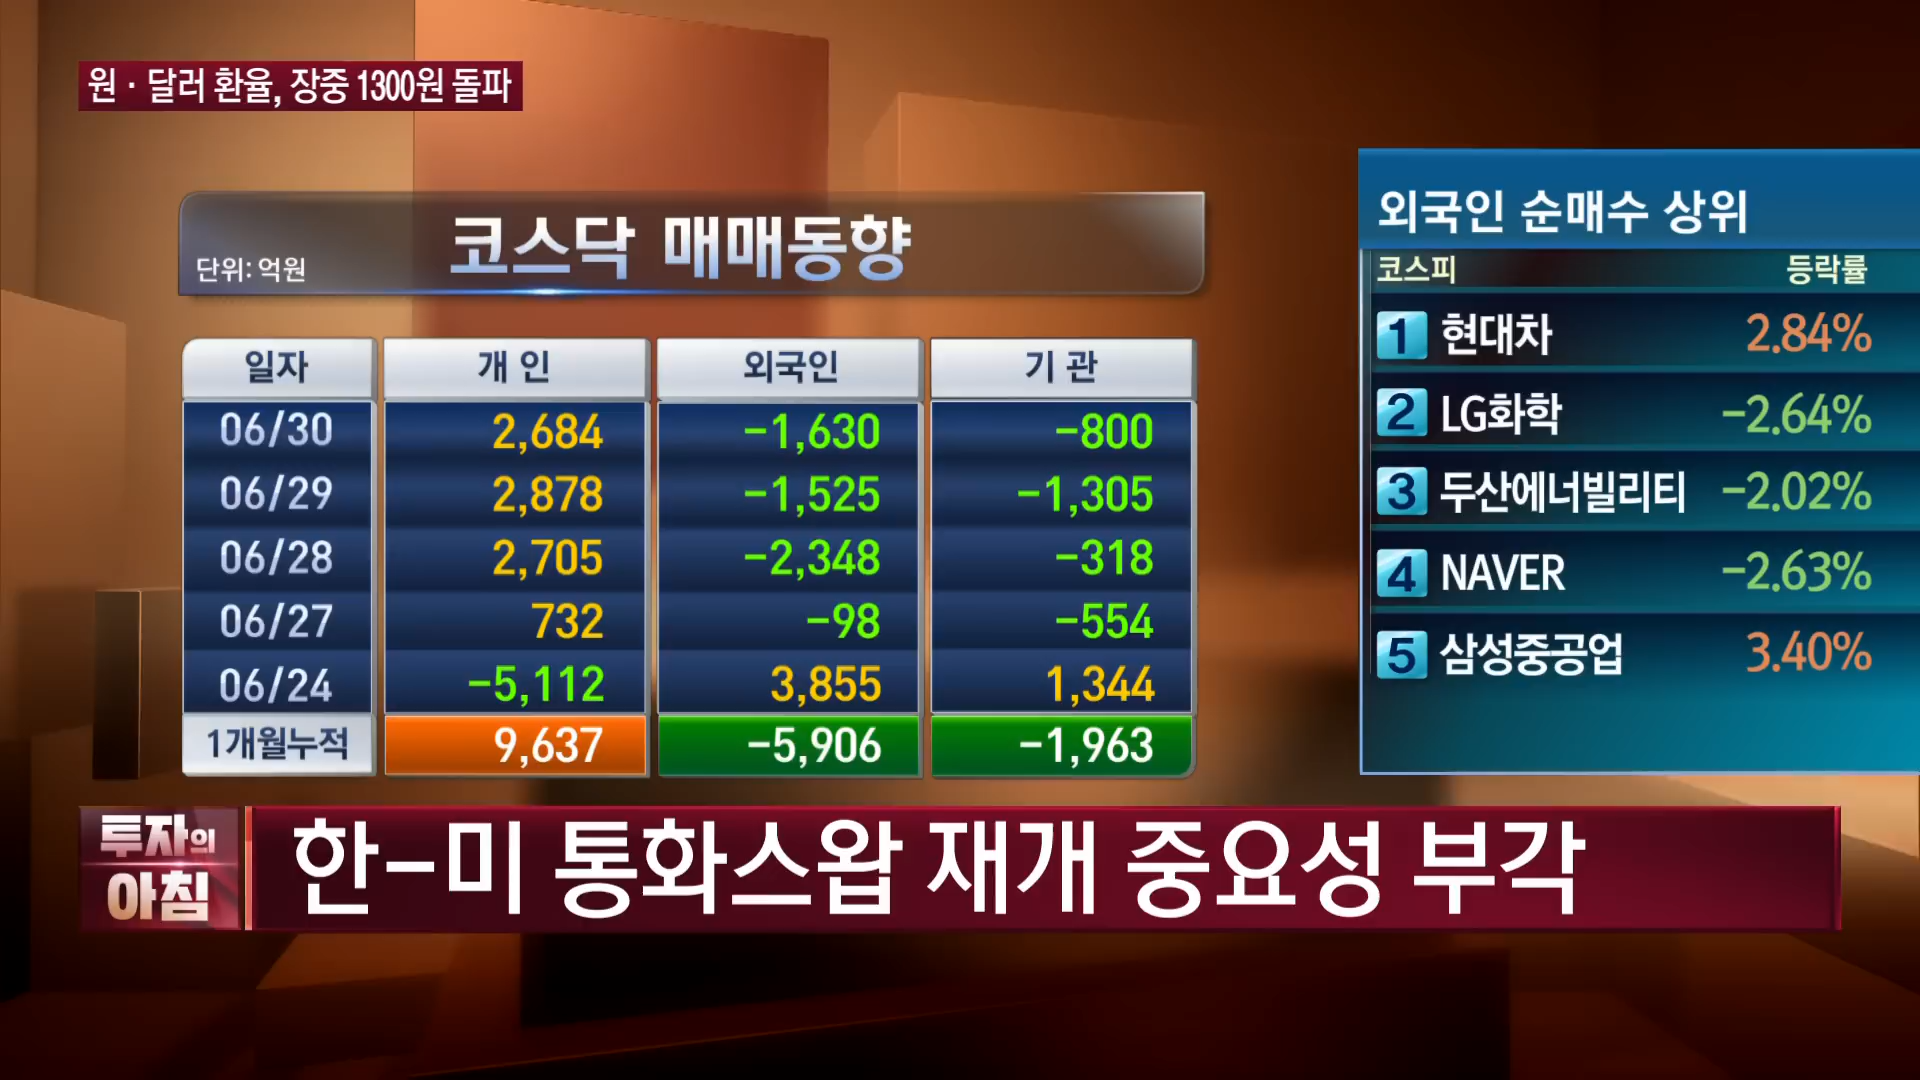 원·달러 환율, 장중 1300원 돌파
코스닥 매매동향
단위: 억원
일자 개인 외국인 기관
06/30 2,684 -1,630 -800
06/29 2,878 -1,525 -1,305
06/28 2,705 -2,348 -318
06/27 732 -98 -554
06/24 -5,112 3,855 1,344
1개월누적 9,637 -5,906 -1,963
외국인 순매수 상위
코스피 등락률
1 현대차 2.84%
2 LG화학 -2.64%
3 두산에너빌리티 -2.02%
4 NAVER -2.63%
5 삼성중공업 3.40%
투자의
아침
한-미 통화스왑 재개 중요성 부각